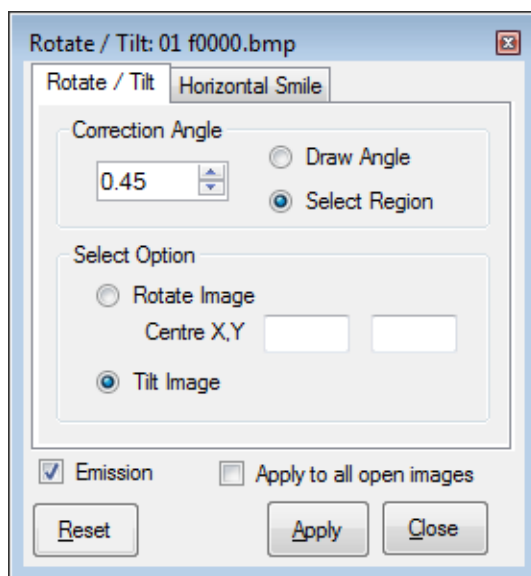 Rotate / Tilt: 01 f0000.bmp
Rotate / Tilt Horizontal Smile
Correction Angle
0.45
Draw Angle
Select Region
Select Option
Rotate Image
Centre X,Y
Tilt Image
Emission Apply to all open images
Reset Apply Close